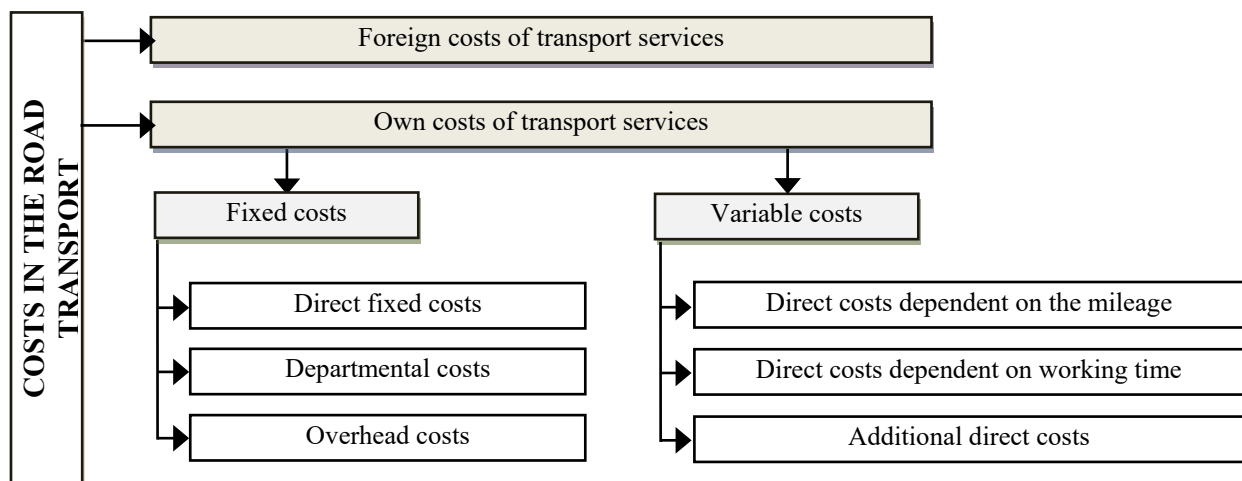 COSTS IN THE ROAD
TRANSPORT
Foreign costs of transport services
Own costs of transport services
Fixed costs
Variable costs
Direct fixed costs
Departmental costs
Overhead costs
Direct costs dependent on the mileage
Direct costs dependent on working time
Additional direct costs